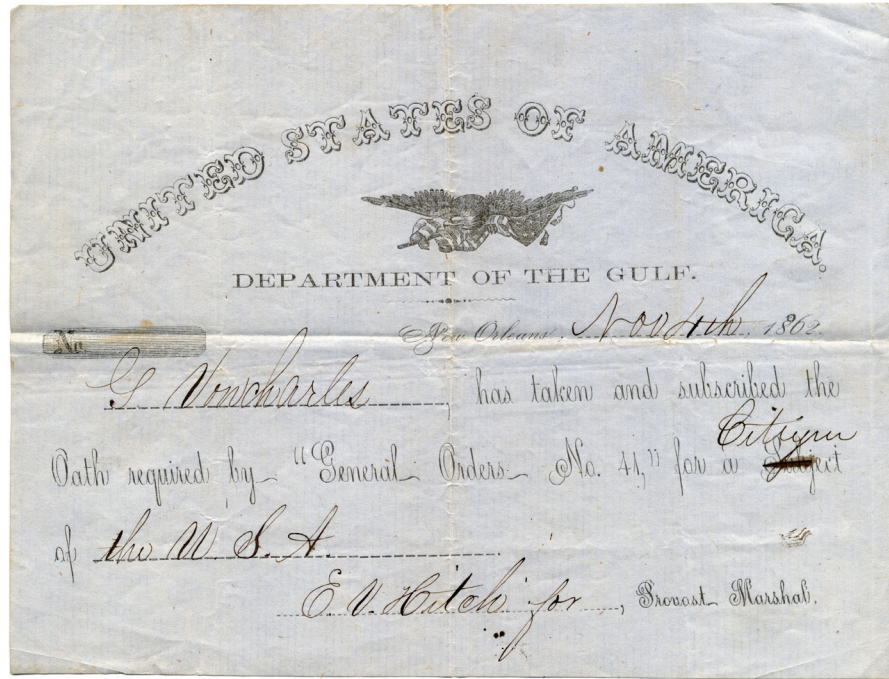 UNITED STATES OF AMERICA.
DEPARTMENT OF THE GULF.
New Orleans, Nov 4th, 1862.
No
G Voncharles has taken and subscribed the
Citizen
Oath required by "General Orders No. 41," for a Subject
of the U. S. A.
E. V. Hitch for, Provost Marshal.